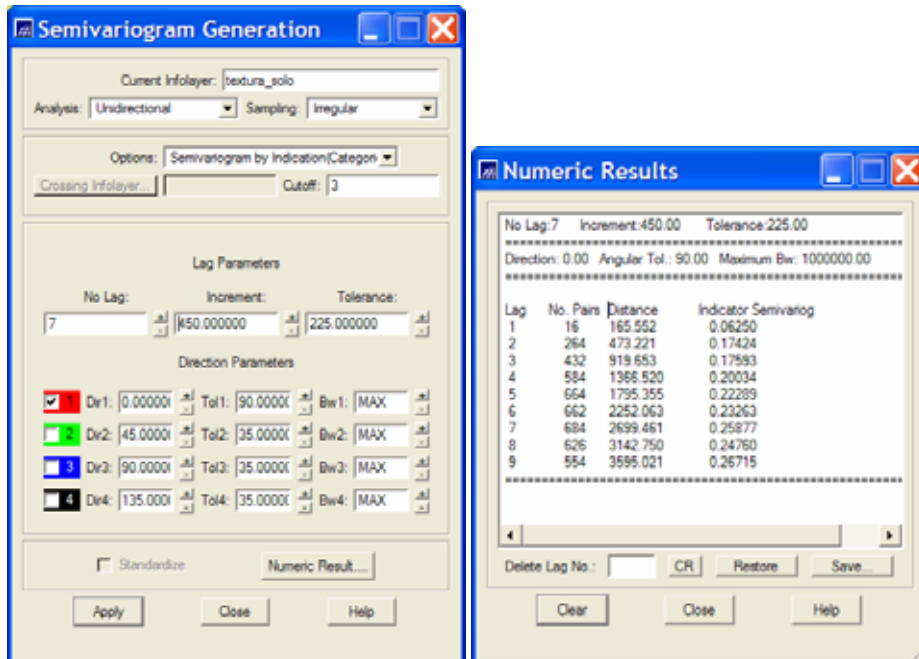 Semivariogram Generation
Current Infolayer: textura_solo
Analysis: Unidirectional Sampling: Irregular
Options: Semivariogram by Indication(Categori
Crossing Infolayer... Cutoff: 3
Lag Parameters
No Lag: Increment: Tolerance:
7 450.000000 225.000000
Direction Parameters
1 Dir1: 0.00000( Tol1: 90.0000( Bw1: MAX
2 Dir2: 45.0000( Tol2: 35.0000( Bw2: MAX
3 Dir3: 90.0000( Tol3: 35.0000( Bw3: MAX
4 Dir4: 135.000( Tol4: 35.0000( Bw4: MAX
Standardize Numeric Result....
Apply Close Help
Numeric Results
No Lag:7 Increment:450.00 Tolerance:225.00
Direction: 0.00 Angular Tol.: 90.00 Maximum Bw: 1000000.00
Lag No. Pairs Distance Indicator Semivariog
1 16 165.552 0.06250
2 264 473.221 0.17424
3 432 919.653 0.17593
4 584 1366.520 0.20034
5 664 1795.355 0.22289
6 662 2252.063 0.23263
7 684 2699.461 0.25877
8 626 3142.750 0.24760
9 554 3595.021 0.26715
Delete Lag No.: CR Restore Save...
Clear Close Help